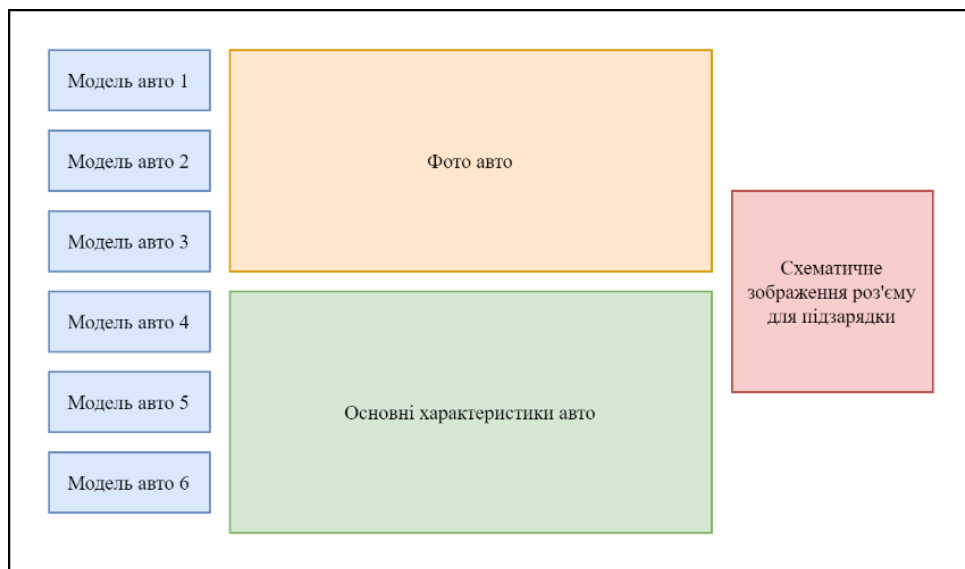 Модель авто 1
Модель авто 2
Модель авто 3
Модель авто 4
Модель авто 5
Модель авто 6
Фото авто
Основні характеристики авто
Схематичне
зображення роз'єму
для підзарядки